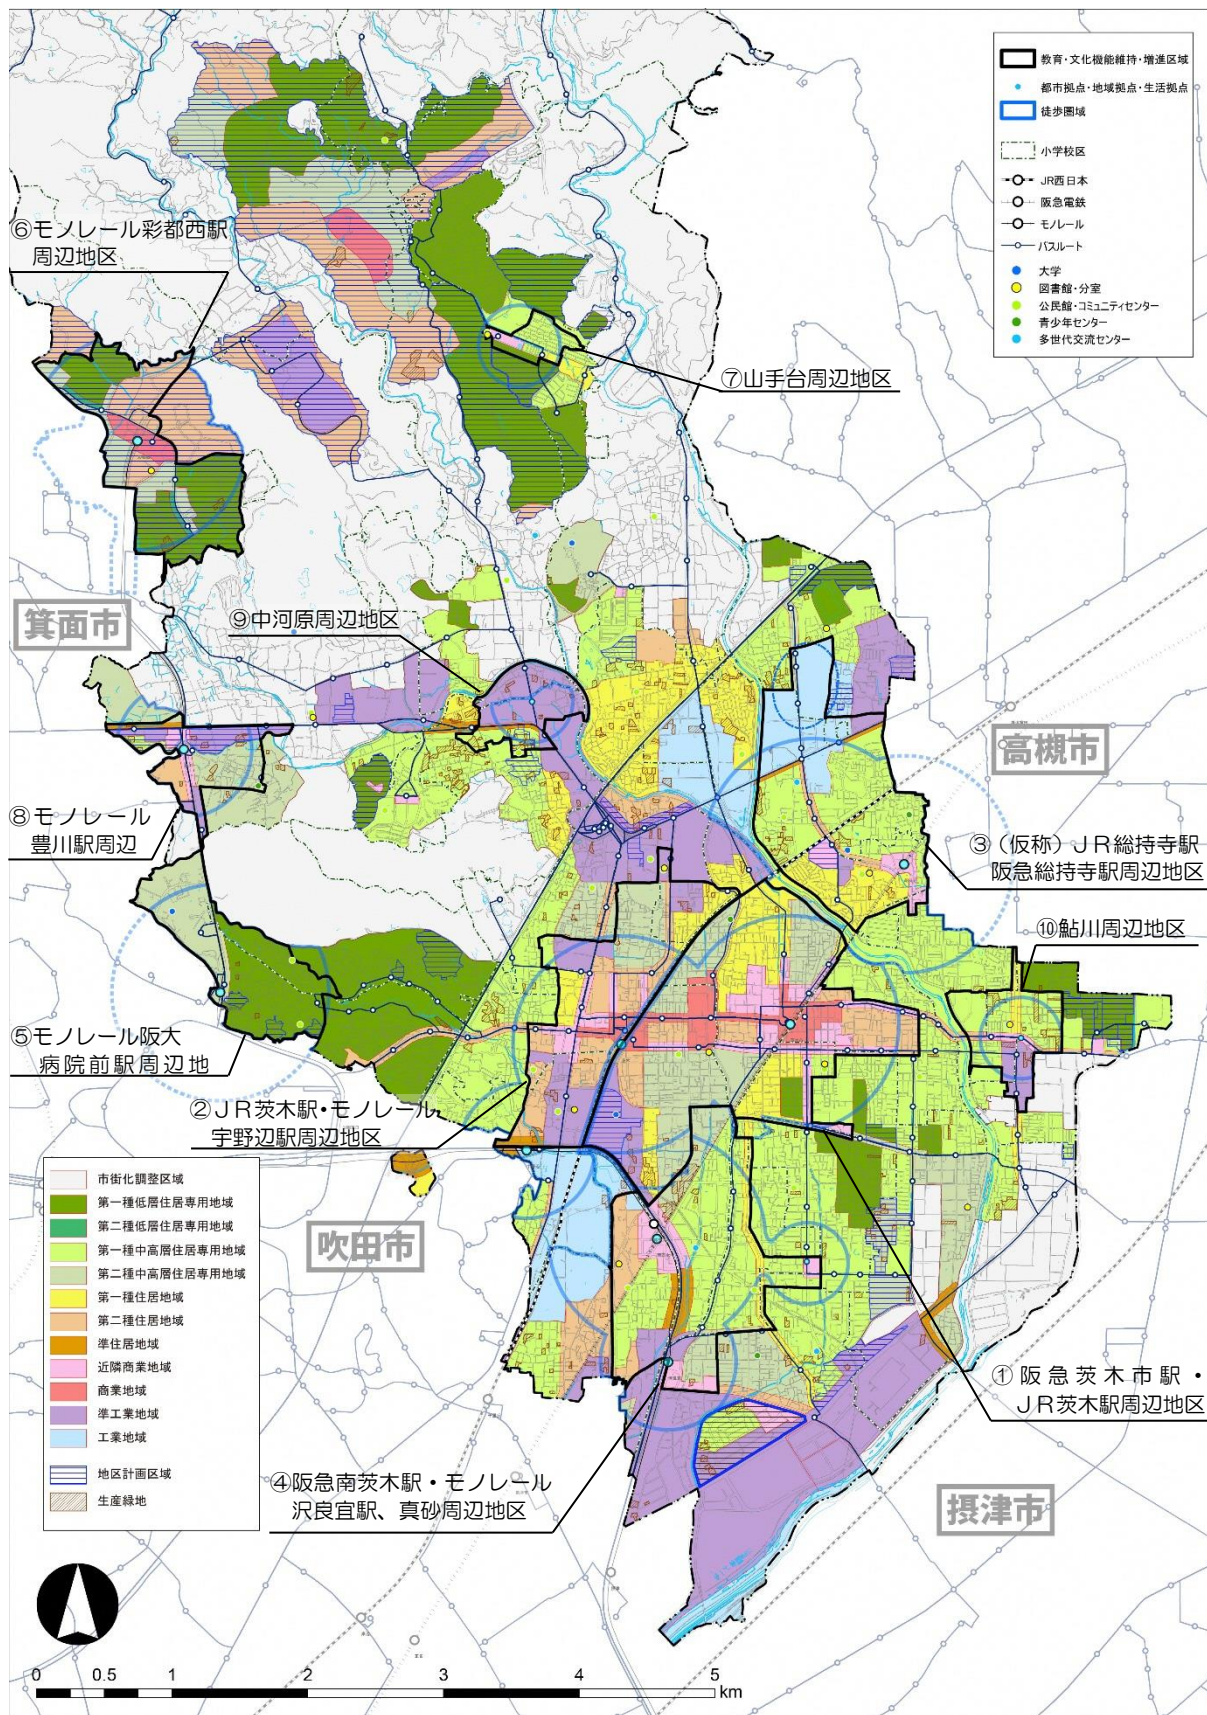 教育・文化機能維持・増進区域
都市拠点・地域拠点・生活拠点
徒歩圏域
小学校区
JR西日本
阪急電鉄
モノレール
バスルート
大学
図書館・分室
公民館・コミュニティセンター
青少年センター
多世代交流センター
⑥モノレール彩都西駅
周辺地区
⑦山手台周辺地区
箕面市
⑨中河原周辺地区
高槻市
⑧モノレール
豊川駅周辺
③（仮称）ＪＲ総持寺駅
阪急総持寺駅周辺地区
⑩鮎川周辺地区
⑤モノレール阪大
病院前駅周辺地
②ＪＲ茨木駅・モノレール
宇野辺駅周辺地区
市街化調整区域
第一種低層住居専用地域
第二種低層住居専用地域
第一種中高層住居専用地域
第二種中高層住居専用地域
第一種住居地域
第二種住居地域
準住居地域
近隣商業地域
商業地域
準工業地域
工業地域
地区計画区域
生産緑地
吹田市
①阪急茨木市駅・
ＪＲ茨木駅周辺地区
④阪急南茨木駅・モノレール
沢良宜駅、真砂周辺地区
摂津市
0 0.5 1 2 3 4 5
km